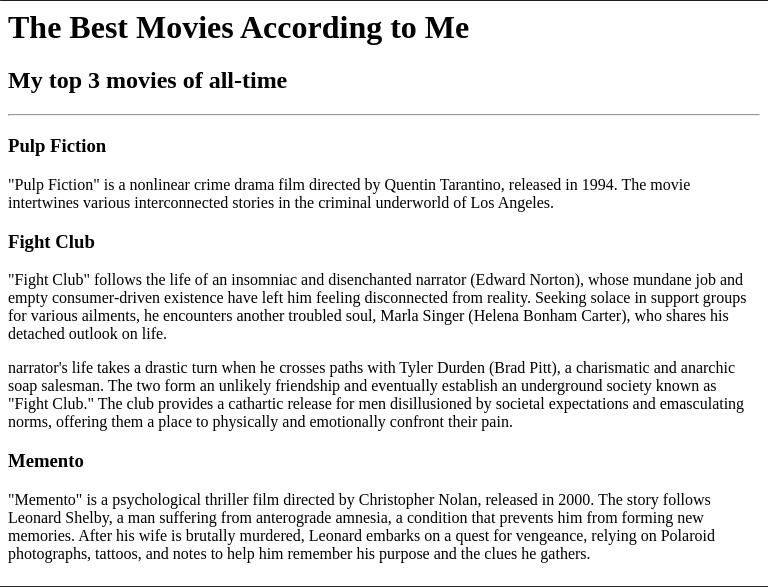 The Best Movies According to Me
My top 3 movies of all-time
Pulp Fiction
"Pulp Fiction" is a nonlinear crime drama film directed by Quentin Tarantino, released in 1994. The movie
intertwines various interconnected stories in the criminal underworld of Los Angeles.
Fight Club
"Fight Club" follows the life of an insomniac and disenchanted narrator (Edward Norton), whose mundane job and
empty consumer-driven existence have left him feeling disconnected from reality. Seeking solace in support groups
for various ailments, he encounters another troubled soul, Marla Singer (Helena Bonham Carter), who shares his
detached outlook on life.
narrator's life takes a drastic turn when he crosses paths with Tyler Durden (Brad Pitt), a charismatic and anarchic
soap salesman. The two form an unlikely friendship and eventually establish an underground society known as
"Fight Club." The club provides a cathartic release for men disillusioned by societal expectations and emasculating
norms, offering them a place to physically and emotionally confront their pain.
Memento
"Memento" is a psychological thriller film directed by Christopher Nolan, released in 2000. The story follows
Leonard Shelby, a man suffering from anterograde amnesia, a condition that prevents him from forming new
memories. After his wife is brutally murdered, Leonard embarks on a quest for vengeance, relying on Polaroid
photographs, tattoos, and notes to help him remember his purpose and the clues he gathers.